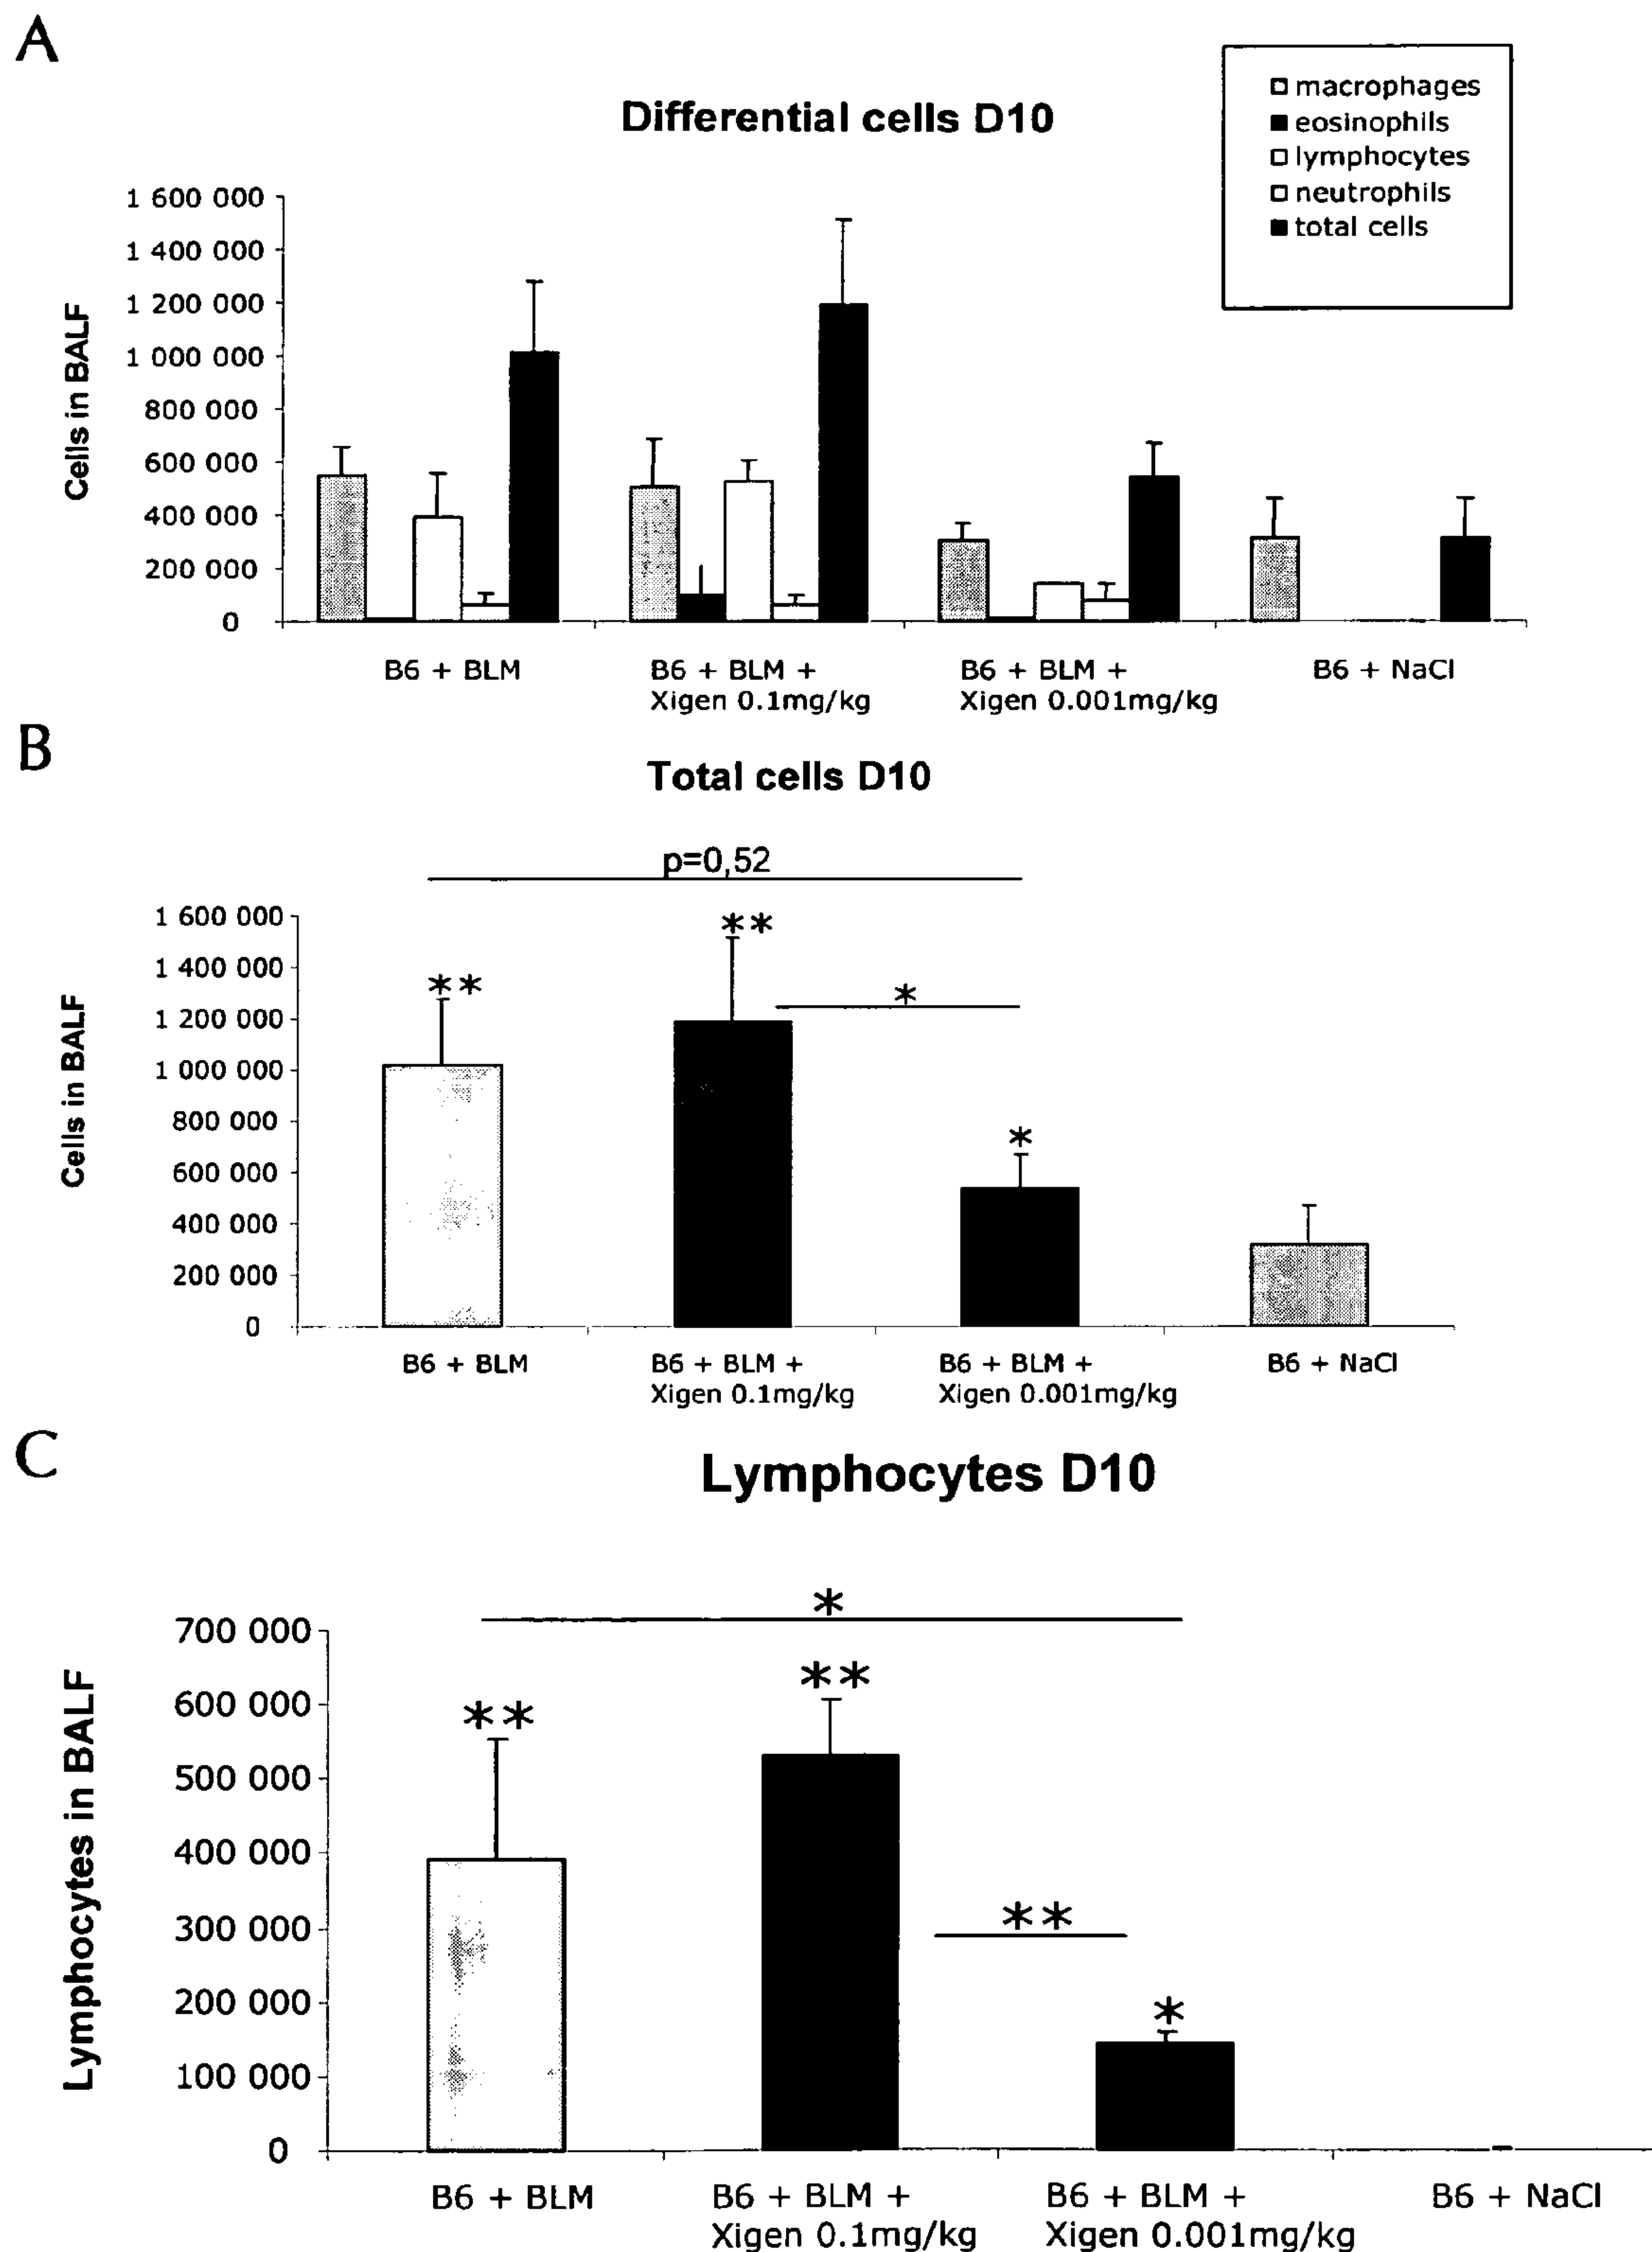 A
Differential cells D10
macrophages
eosinophils
lymphocytes
neutrophils
total cells
Cells in BALF
1 600 000
1 400 000
1 200 000
1 000 000
800 000
600 000
400 000
200 000
0
B6 + BLM
B6 + BLM +
Xigen 0.1mg/kg
B6 + BLM +
Xigen 0.001mg/kg
B6 + NaCl
B
Total cells D10
p=0,52
Cells in BALF
1 600 000
1 400 000
1 200 000
1 000 000
800 000
600 000
400 000
200 000
0
**
**
*
*
B6 + BLM
B6 + BLM +
Xigen 0.1mg/kg
B6 + BLM +
Xigen 0.001mg/kg
B6 + NaCl
C
Lymphocytes D10
Lymphocytes in BALF
700 000
600 000
500 000
400 000
300 000
200 000
100 000
0
*
**
**
**
*
B6 + BLM
B6 + BLM +
Xigen 0.1mg/kg
B6 + BLM +
Xigen 0.001mg/kg
B6 + NaCl